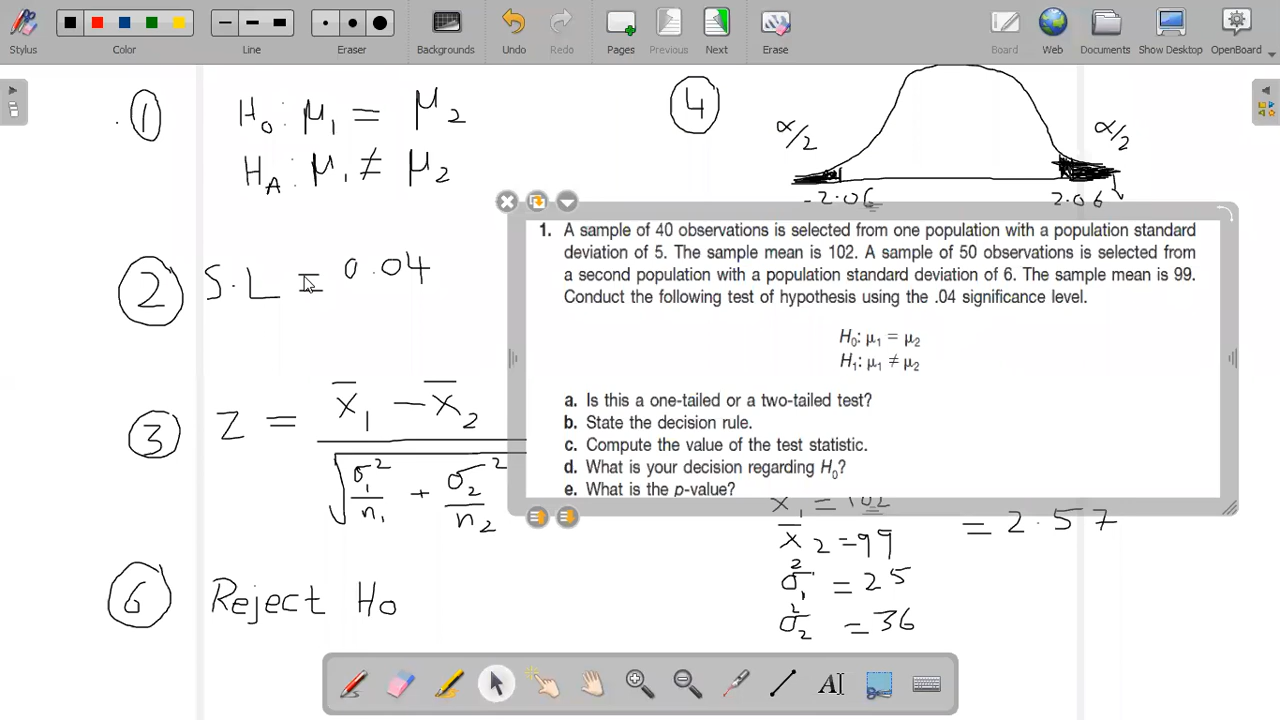 Stylus Color Line Eraser Backgrounds Undo Redo Pages Previous Next Erase Board Web Documents Show Desktop OpenBoard
① H₀ : μ₁ = μ₂
H_A : μ₁ ≠ μ₂
② S.L = 0.04
③ Z = x̄₁ − x̄₂
√ σ₁²/n₁ + σ₂²/n₂
④ α/2 α/2
-2.06 2.06
1. A sample of 40 observations is selected from one population with a population standard
deviation of 5. The sample mean is 102. A sample of 50 observations is selected from
a second population with a population standard deviation of 6. The sample mean is 99.
Conduct the following test of hypothesis using the .04 significance level.
H₀: μ₁ = μ₂
H₁: μ₁ ≠ μ₂
a. Is this a one-tailed or a two-tailed test?
b. State the decision rule.
c. Compute the value of the test statistic.
d. What is your decision regarding H₀?
e. What is the p-value?
x̄₁ = 102
x̄₂ = 99
σ₁² = 25
σ₂² = 36
= 2.57
⑥ Reject Ho
AI